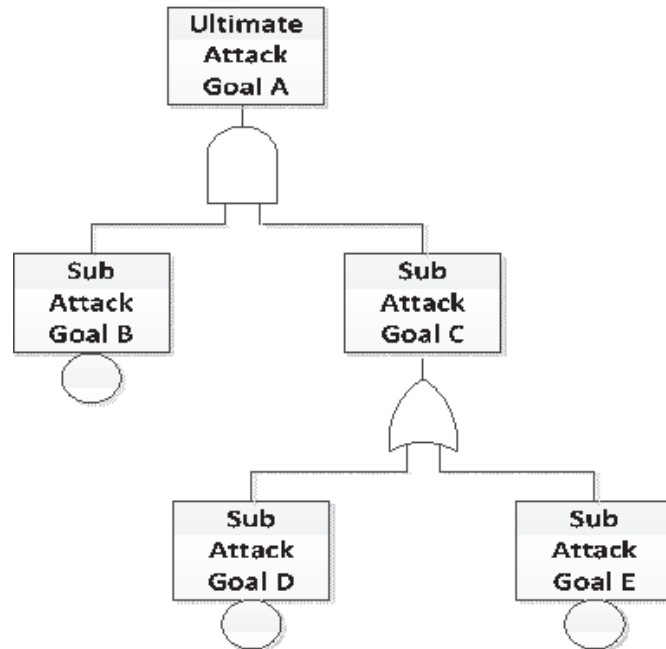 Ultimate
Attack
Goal A
Sub
Attack
Goal B
Sub
Attack
Goal C
Sub
Attack
Goal D
Sub
Attack
Goal E